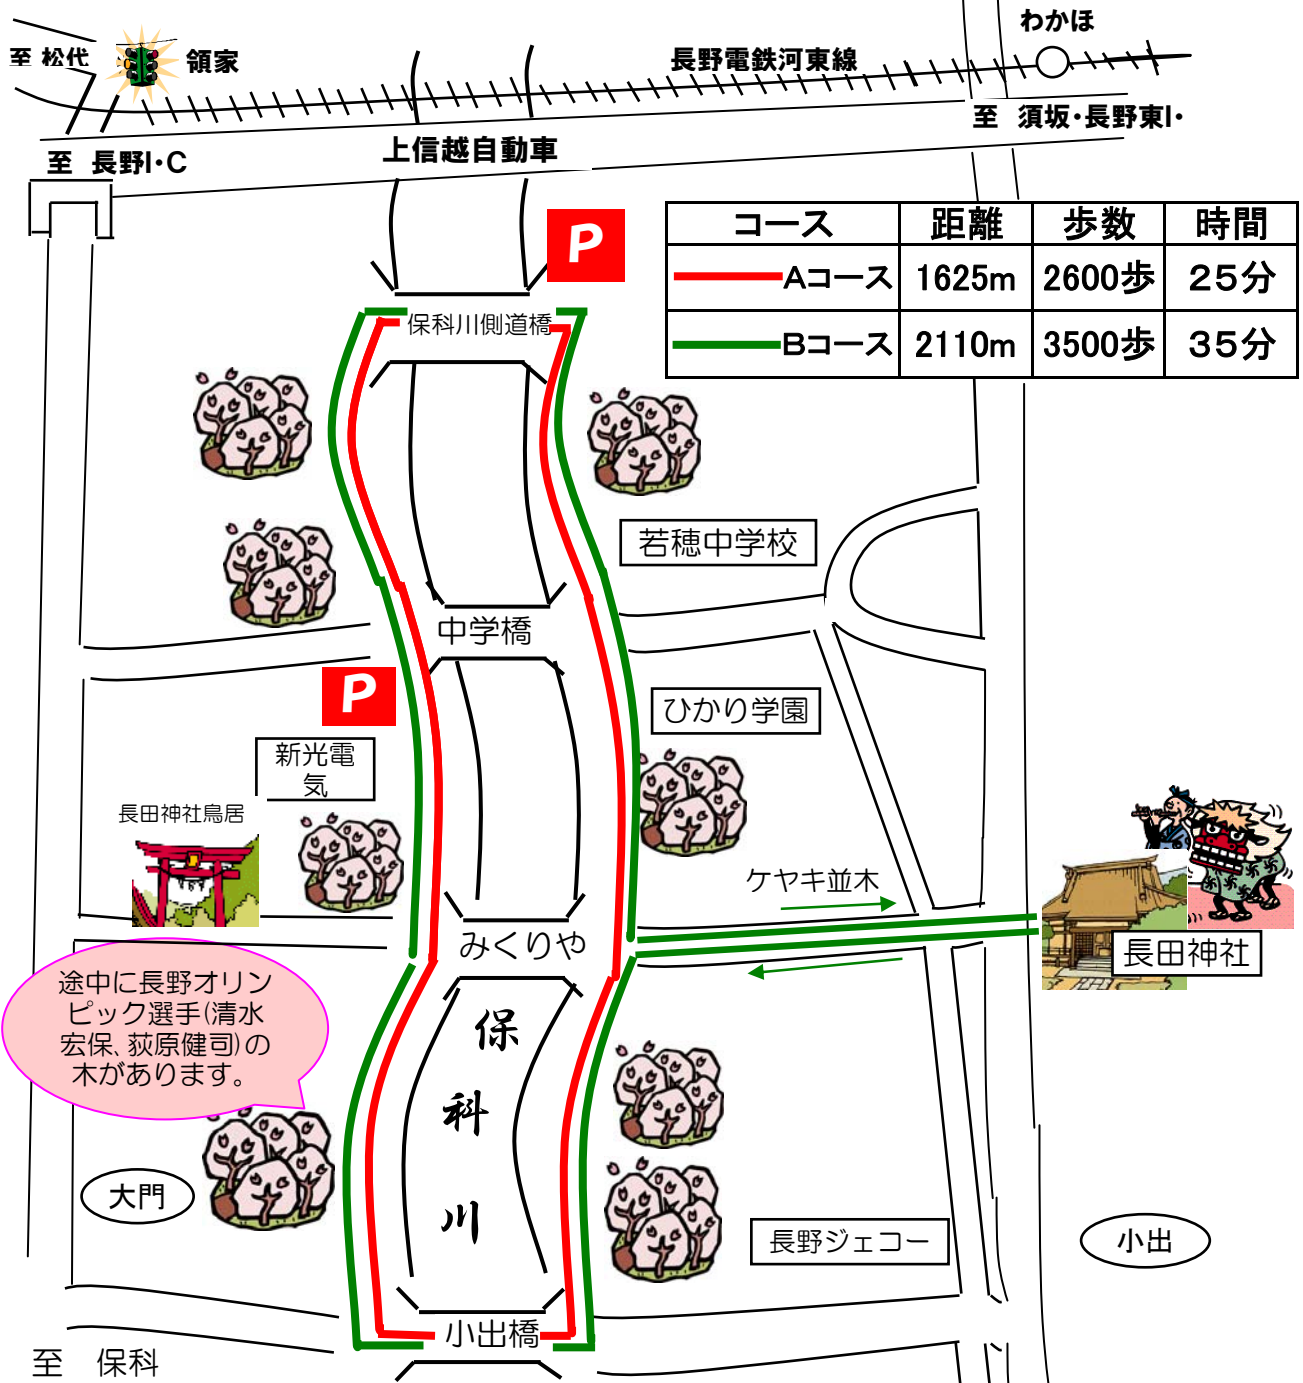 わかほ
至 松代
領家
長野電鉄河東線
至 須坂・長野東I・
至 長野I・C
上信越自動車
P
コース 距離 歩数 時間
Aコース 1625m 2600歩 25分
Bコース 2110m 3500歩 35分
保科川側道橋
若穂中学校
中学橋
P
ひかり学園
新光電
気
長田神社鳥居
ケヤキ並木
みくりや
長田神社
途中に長野オリン
ピック選手(清水
宏保、荻原健司)の
木があります。
保
科
川
大門
長野ジェコー
小出
小出橋
至 保科